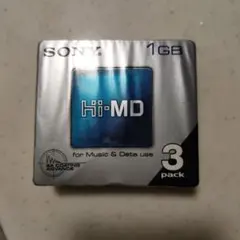 SONY 1GB
Hi-MD
for Music & Data use
3
pack